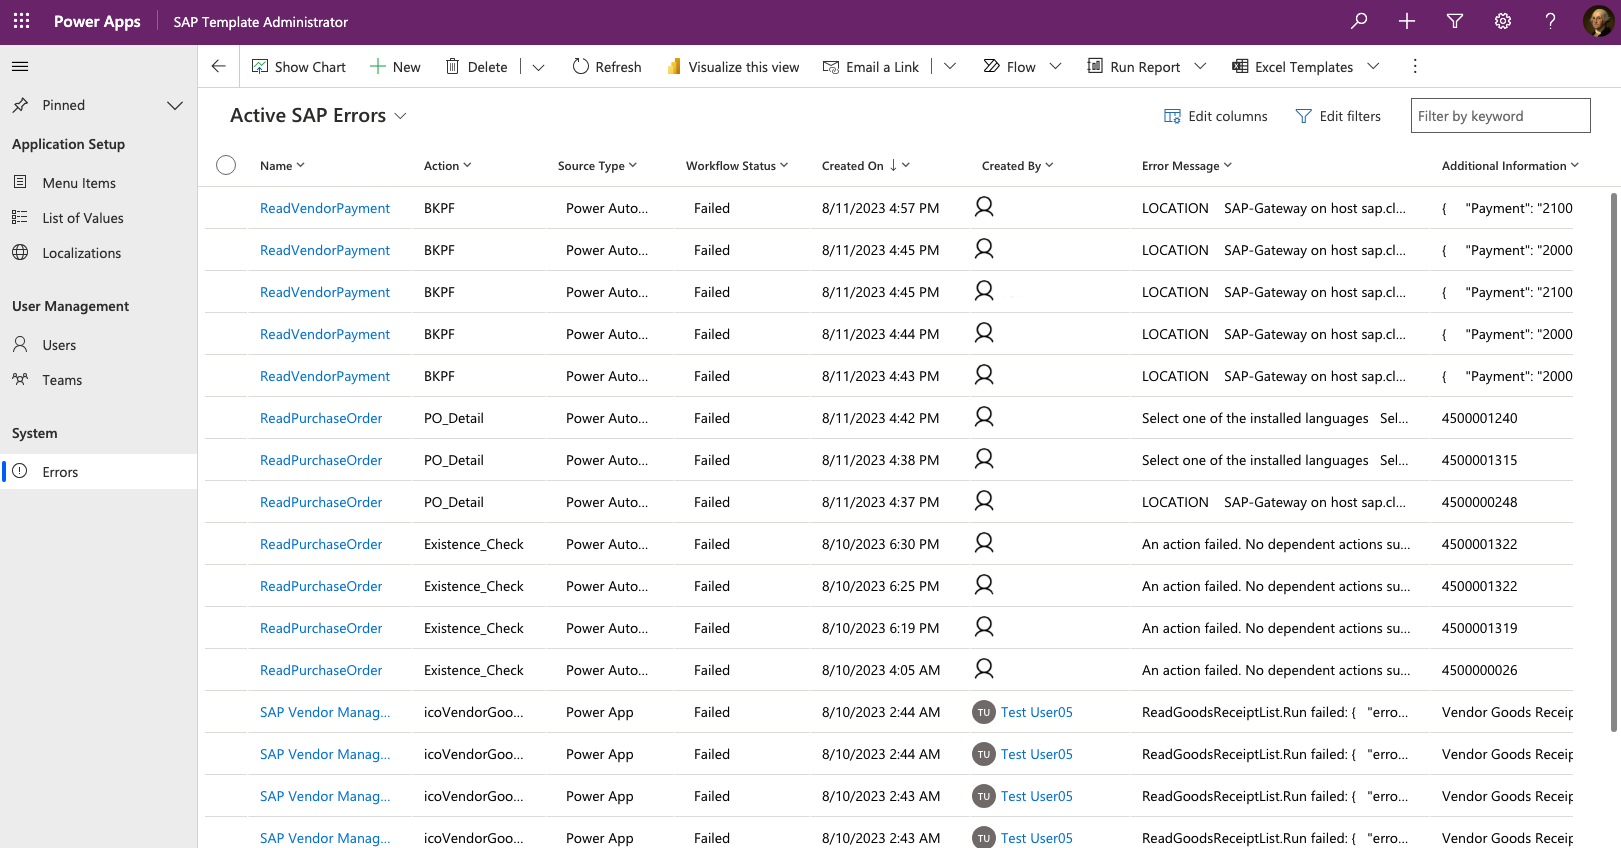 Power Apps SAP Template Administrator
Show Chart New Delete Refresh Visualize this view Email a Link Flow Run Report Excel Templates
Pinned
Application Setup
Menu Items
List of Values
Localizations
User Management
Users
Teams
System
Errors
Active SAP Errors Edit columns Edit filters Filter by keyword
Name Action Source Type Workflow Status Created On Created By Error Message Additional Information
ReadVendorPayment BKPF Power Auto... Failed 8/11/2023 4:57 PM LOCATION SAP-Gateway on host sap.cl... { "Payment": "2100
ReadVendorPayment BKPF Power Auto... Failed 8/11/2023 4:45 PM LOCATION SAP-Gateway on host sap.cl... { "Payment": "2000
ReadVendorPayment BKPF Power Auto... Failed 8/11/2023 4:45 PM LOCATION SAP-Gateway on host sap.cl... { "Payment": "2100
ReadVendorPayment BKPF Power Auto... Failed 8/11/2023 4:44 PM LOCATION SAP-Gateway on host sap.cl... { "Payment": "2000
ReadVendorPayment BKPF Power Auto... Failed 8/11/2023 4:43 PM LOCATION SAP-Gateway on host sap.cl... { "Payment": "2000
ReadPurchaseOrder PO_Detail Power Auto... Failed 8/11/2023 4:42 PM Select one of the installed languages Sel... 4500001240
ReadPurchaseOrder PO_Detail Power Auto... Failed 8/11/2023 4:38 PM Select one of the installed languages Sel... 4500001315
ReadPurchaseOrder PO_Detail Power Auto... Failed 8/11/2023 4:37 PM LOCATION SAP-Gateway on host sap.cl... 4500000248
ReadPurchaseOrder Existence_Check Power Auto... Failed 8/10/2023 6:30 PM An action failed. No dependent actions su... 4500001322
ReadPurchaseOrder Existence_Check Power Auto... Failed 8/10/2023 6:25 PM An action failed. No dependent actions su... 4500001322
ReadPurchaseOrder Existence_Check Power Auto... Failed 8/10/2023 6:19 PM An action failed. No dependent actions su... 4500001319
ReadPurchaseOrder Existence_Check Power Auto... Failed 8/10/2023 4:05 AM An action failed. No dependent actions su... 4500000026
SAP Vendor Manag... icoVendorGoo... Power App Failed 8/10/2023 2:44 AM TU Test User05 ReadGoodsReceiptList.Run failed: { "erro... Vendor Goods Receip
SAP Vendor Manag... icoVendorGoo... Power App Failed 8/10/2023 2:44 AM TU Test User05 ReadGoodsReceiptList.Run failed: { "erro... Vendor Goods Receip
SAP Vendor Manag... icoVendorGoo... Power App Failed 8/10/2023 2:43 AM TU Test User05 ReadGoodsReceiptList.Run failed: { "erro... Vendor Goods Receip
SAP Vendor Manag... icoVendorGoo... Power App Failed 8/10/2023 2:43 AM TU Test User05 ReadGoodsReceiptList.Run failed: { "erro... Vendor Goods Receip